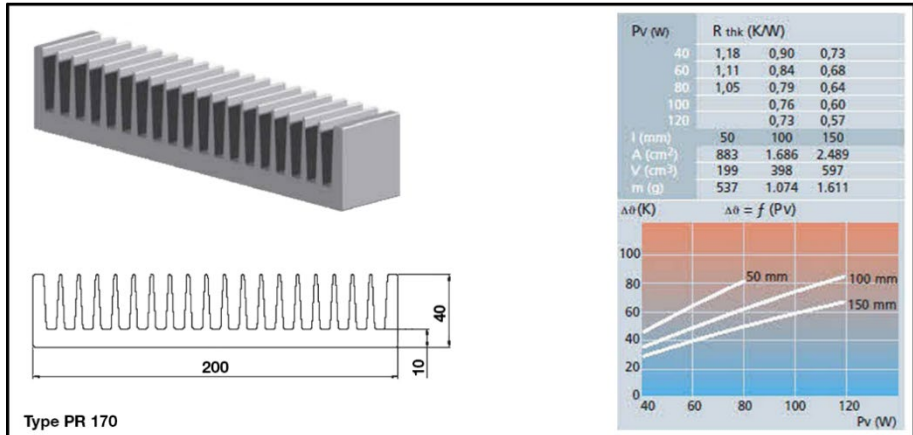 Pv (W) R thk (K/W)
40 1,18 0,90 0,73
60 1,11 0,84 0,68
80 1,05 0,79 0,64
100 0,76 0,60
120 0,73 0,57
l (mm) 50 100 150
A (cm²) 883 1.686 2.489
V (cm³) 199 398 597
m (g) 537 1.074 1.611
Δϑ(K) Δϑ = f (Pv)
100
80
60
40
20
0
50 mm
100 mm
150 mm
40 60 80 100 120
Pv (W)
40
10
200
Type PR 170